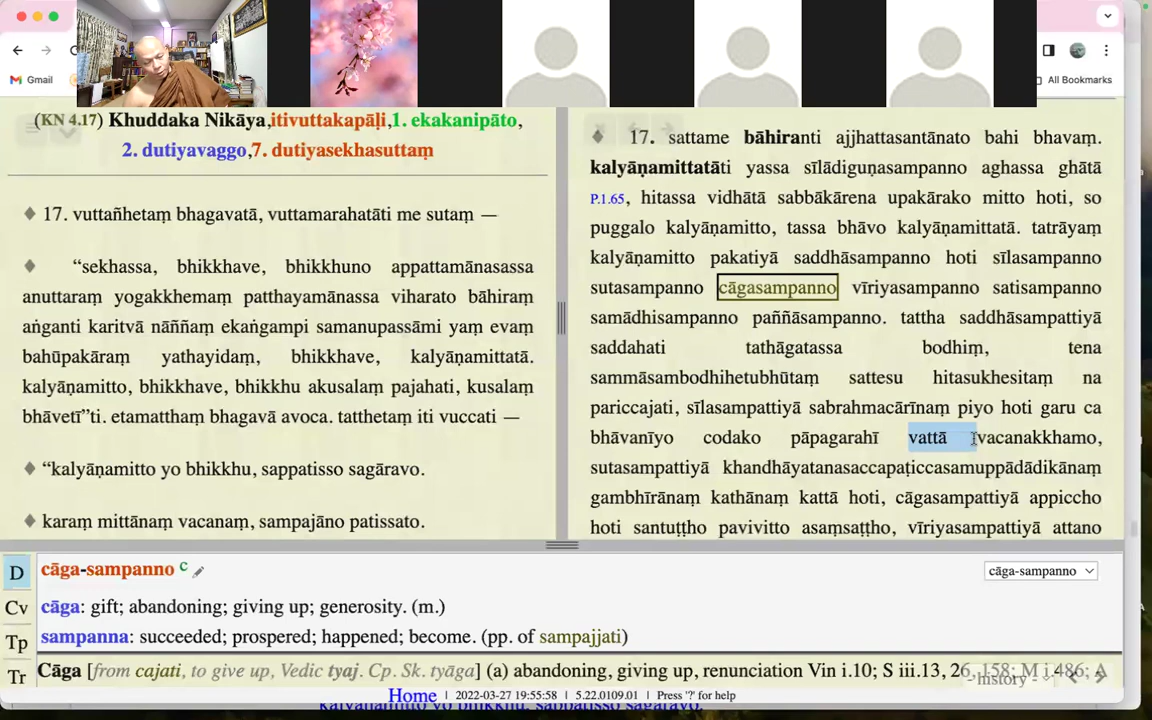 Gmail
All Bookmarks
(KN 4.17) Khuddaka Nikāya,itivuttakapāḷi,1. ekakanipāto,
2. dutiyavaggo,7. dutiyasekhasuttaṃ
♦ 17. vuttañhetaṃ bhagavatā, vuttamarahatāti me sutaṃ —
♦ “sekhassa, bhikkhave, bhikkhuno appattamānasassa
anuttaraṃ yogakkhemaṃ patthayamānassa viharato bāhiraṃ
aṅganti karitvā nāññaṃ ekaṅgampi samanupassāmi yaṃ evaṃ
bahūpakāraṃ yathayidaṃ, bhikkhave, kalyāṇamittatā.
kalyāṇamitto, bhikkhave, bhikkhu akusalaṃ pajahati, kusalaṃ
bhāvetī”ti. etamatthaṃ bhagavā avoca. tatthetaṃ iti vuccati —
♦ “kalyāṇamitto yo bhikkhu, sappatisso sagāravo.
♦ karaṃ mittānaṃ vacanaṃ, sampajāno patissato.
♦ 17. sattame bāhiranti ajjhattasantānato bahi bhavaṃ.
kalyāṇamittatāti yassa sīlādiguṇasampanno aghassa ghātā
P.1.65, hitassa vidhātā sabbākārena upakārako mitto hoti, so
puggalo kalyāṇamitto, tassa bhāvo kalyāṇamittatā. tatrāyaṃ
kalyāṇamitto pakatiyā saddhāsampanno hoti sīlasampanno
sutasampanno cāgasampanno vīriyasampanno satisampanno
samādhisampanno paññāsampanno. tattha saddhāsampattiyā
saddahati tathāgatassa bodhiṃ, tena
sammāsambodhihetubhūtaṃ sattesu hitasukhesitaṃ na
pariccajati, sīlasampattiyā sabrahmacārīnaṃ piyo hoti garu ca
bhāvanīyo codako pāpagarahī vattā vacanakkhamo,
sutasampattiyā khandhāyatanasaccapaṭiccasamuppādādikānaṃ
gambhīrānaṃ kathānaṃ kattā hoti, cāgasampattiyā appiccho
hoti santuṭṭho pavivitto asaṃsaṭṭho, vīriyasampattiyā attano
D
Cv
Tp
Tr
cāga-sampanno c
cāga-sampanno
cāga: gift; abandoning; giving up; generosity. (m.)
sampanna: succeeded; prospered; happened; become. (pp. of sampajjati)
Cāga [from cajati, to give up, Vedic tyaj. Cp. Sk. tyāga] (a) abandoning, giving up, renunciation Vin i.10; S iii.13, 26, 158; M i.486; A
- history -
Home | 2022-03-27 19:55:58 | 5.22.0109.01 | Press '?' for help
kalyāṇamitto yo bhikkhu, sappatisso sagāravo.